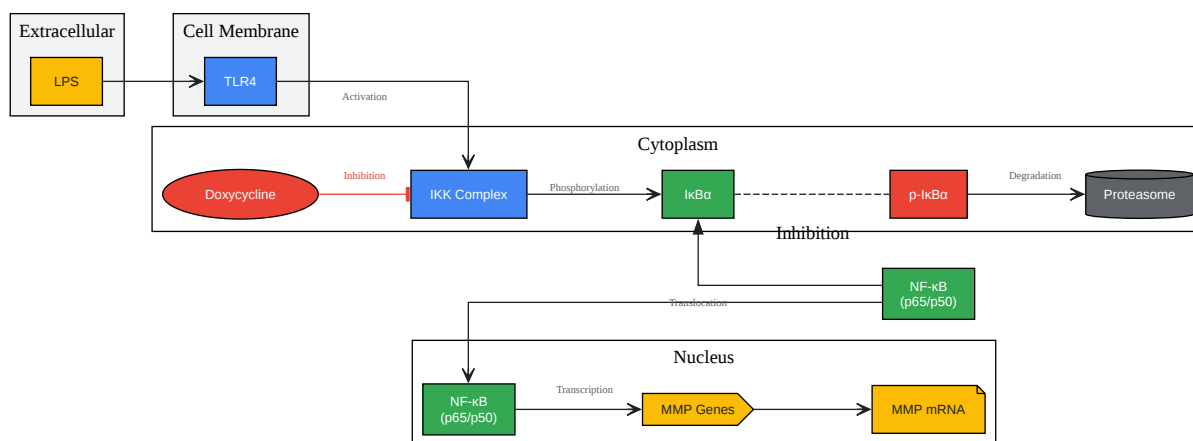 Extracellular
Cell Membrane
LPS
TLR4
Activation
Cytoplasm
Doxycycline
Inhibition
IKK Complex
Phosphorylation
IκBα
p-IκBα
Degradation
Proteasome
Inhibition
NF-κB
(p65/p50)
Translocation
Nucleus
NF-κB
(p65/p50)
Transcription
MMP Genes
MMP mRNA